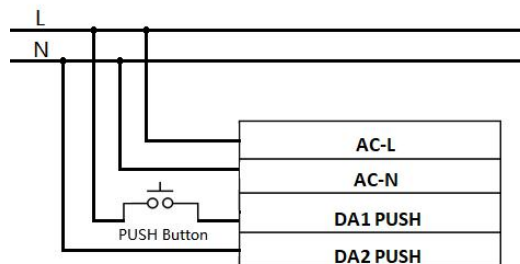 L
N
AC-L
AC-N
DA1 PUSH
PUSH Button
DA2 PUSH